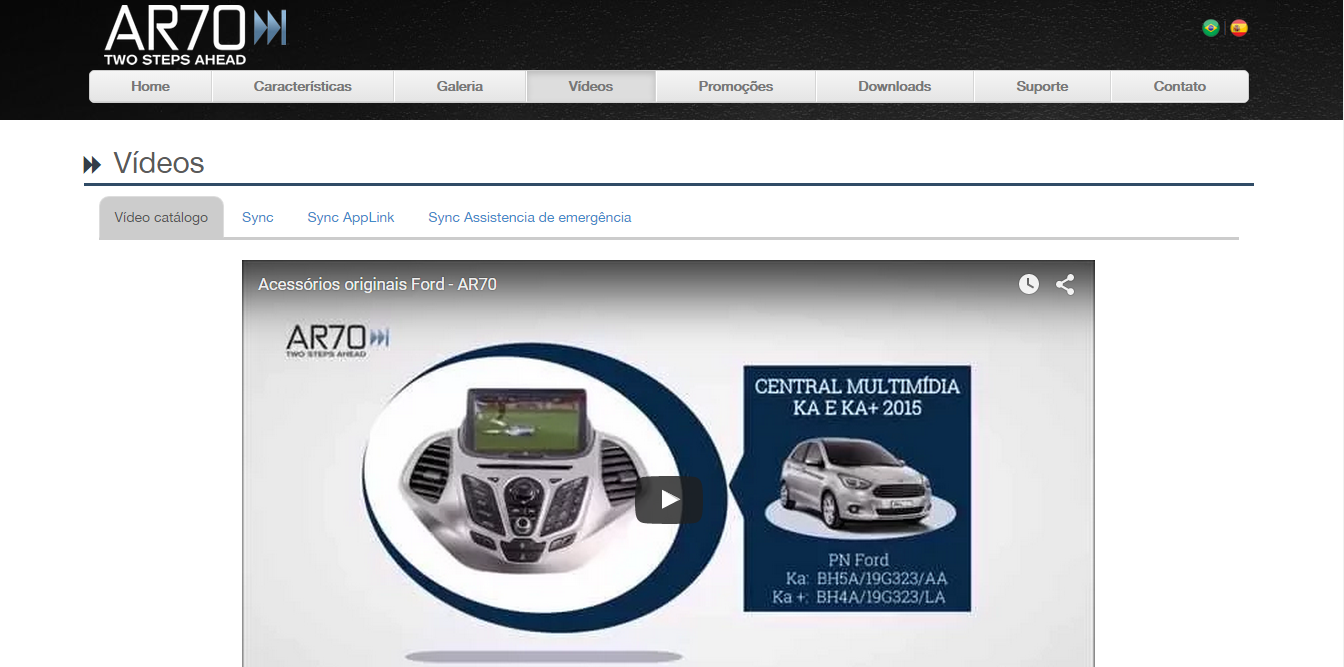 AR70
TWO STEPS AHEAD
Home
Características
Galeria
Vídeos
Promoções
Downloads
Suporte
Contato
Vídeos
Vídeo catálogo
Sync
Sync AppLink
Sync Assistencia de emergência
Acessórios originais Ford - AR70
AR70
TWO STEPS AHEAD
CENTRAL MULTIMÍDIA
KA E KA+ 2015
PN Ford
Ka: BH5A/19G323/AA
Ka +: BH4A/19G323/LA